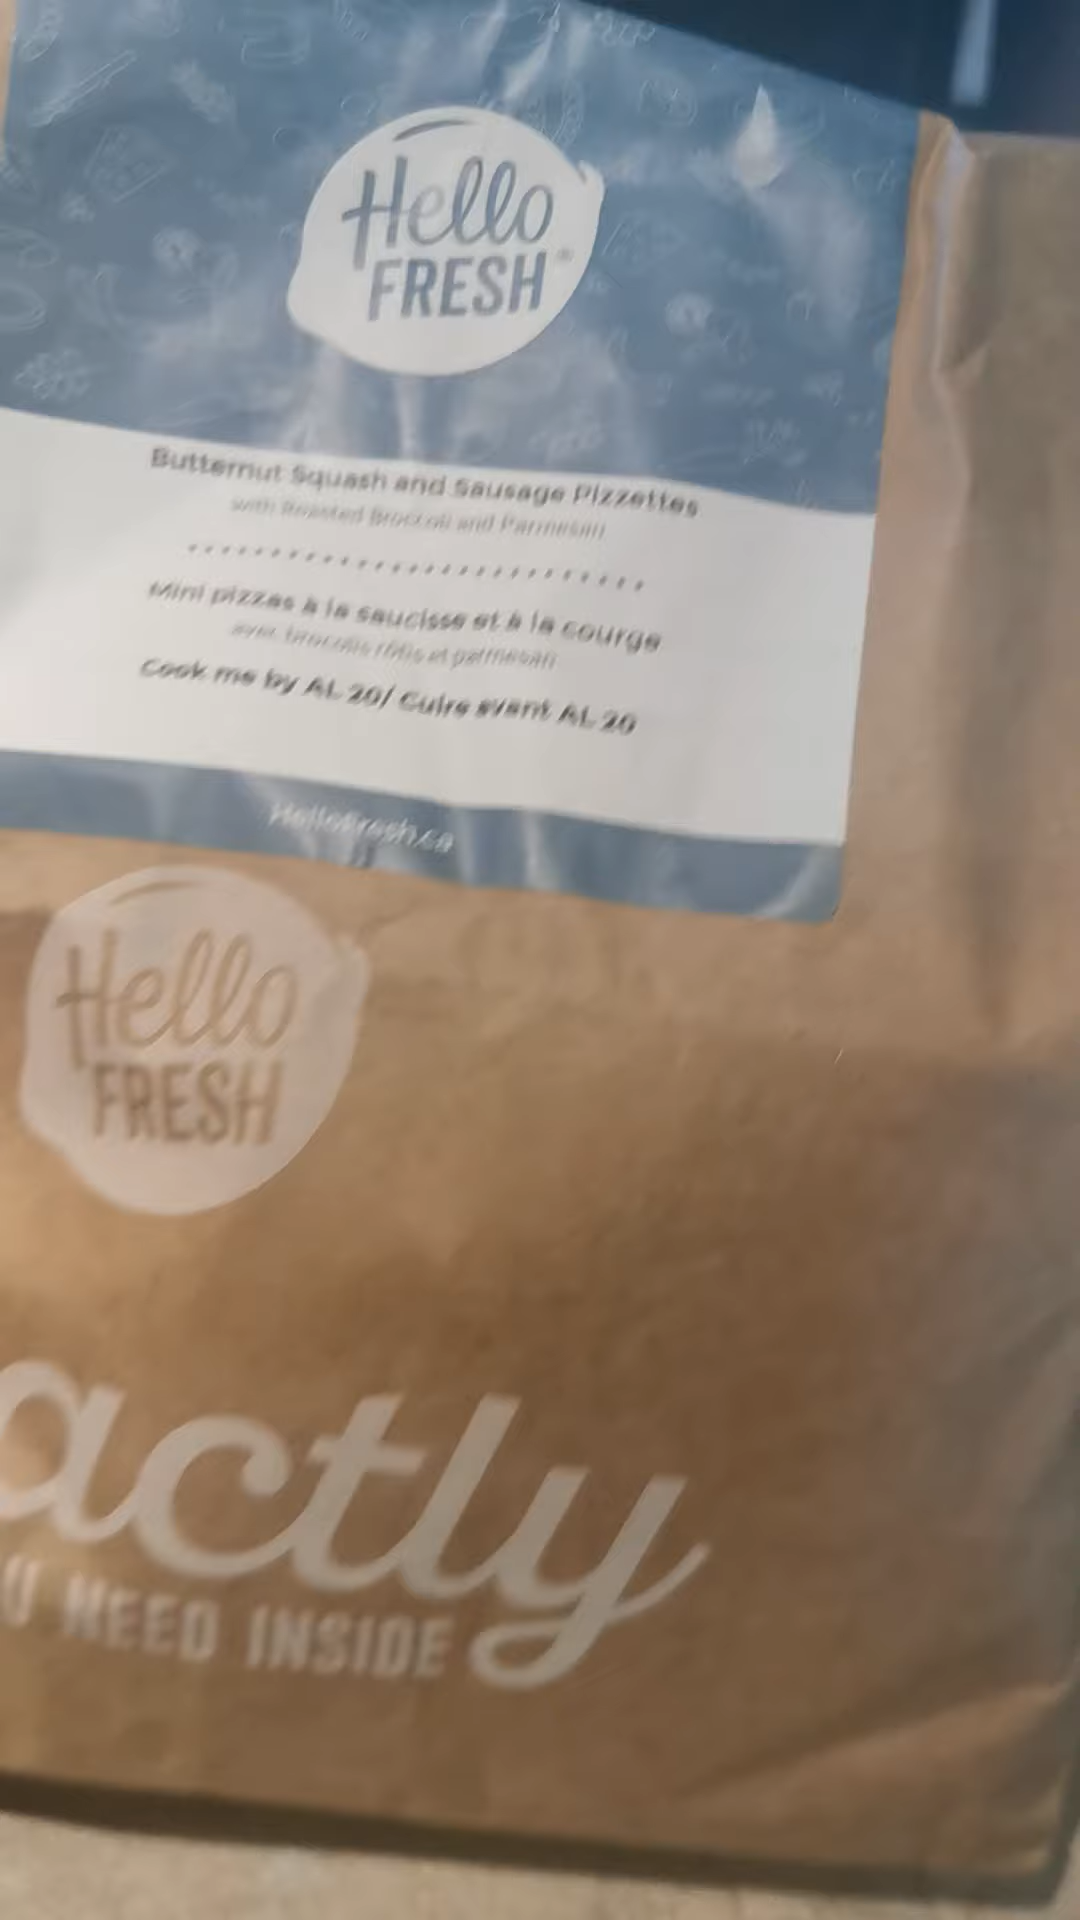 Hello
FRESH®
Butternut Squash and Sausage Pizzettes
with Roasted Broccoli and Parmesan
Mini pizzas à la saucisse et à la courge
avec brocolis rôtis et parmesan
Cook me by AL 20/ Cuire avant AL 20
HelloFresh.ca
Hello
FRESH
actly
U NEED INSIDE